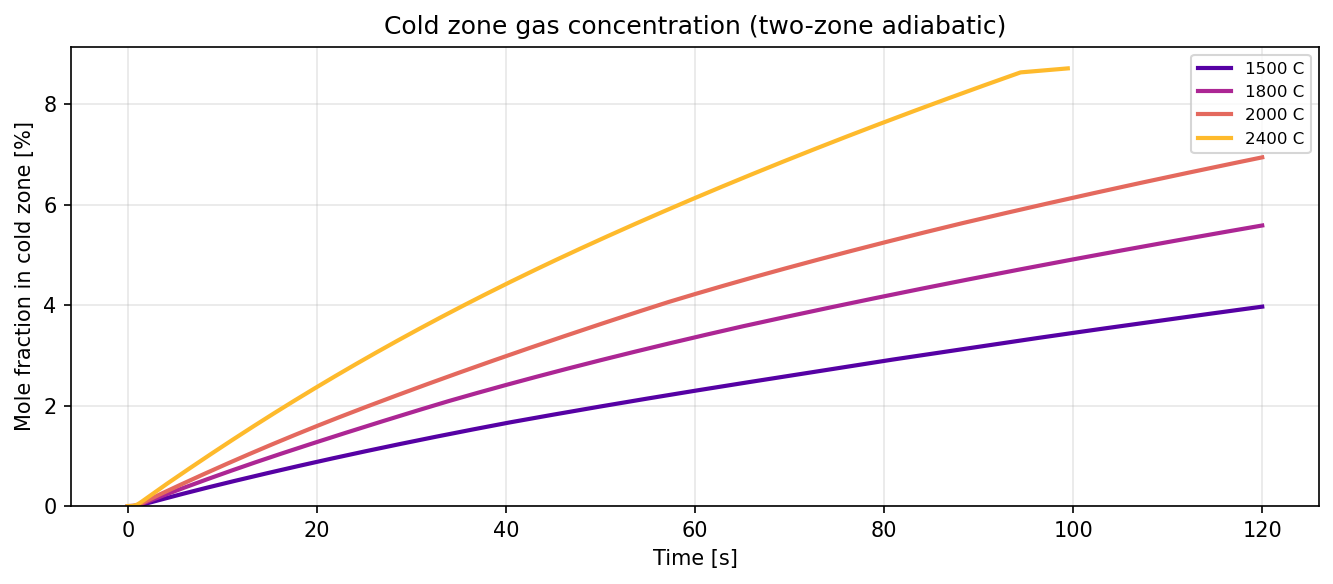 Cold zone gas concentration (two-zone adiabatic)
Mole fraction in cold zone [%]
8
6
4
2
0
0 20 40 60 80 100 120
Time [s]
1500 C
1800 C
2000 C
2400 C